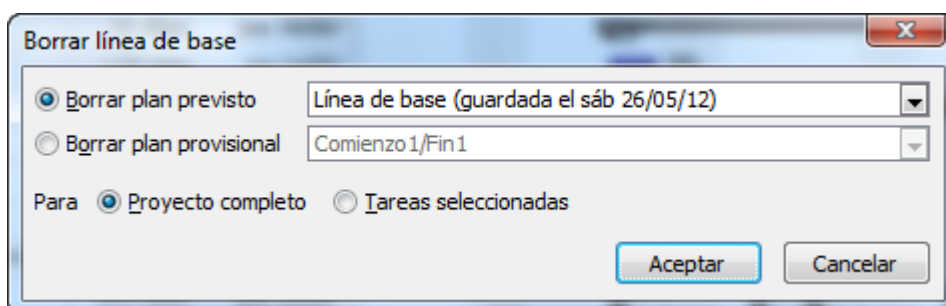 Borrar línea de base
Borrar plan previsto Línea de base (guardada el sáb 26/05/12)
Borrar plan provisional Comienzo1/Fin1
Para Proyecto completo Tareas seleccionadas
Aceptar Cancelar